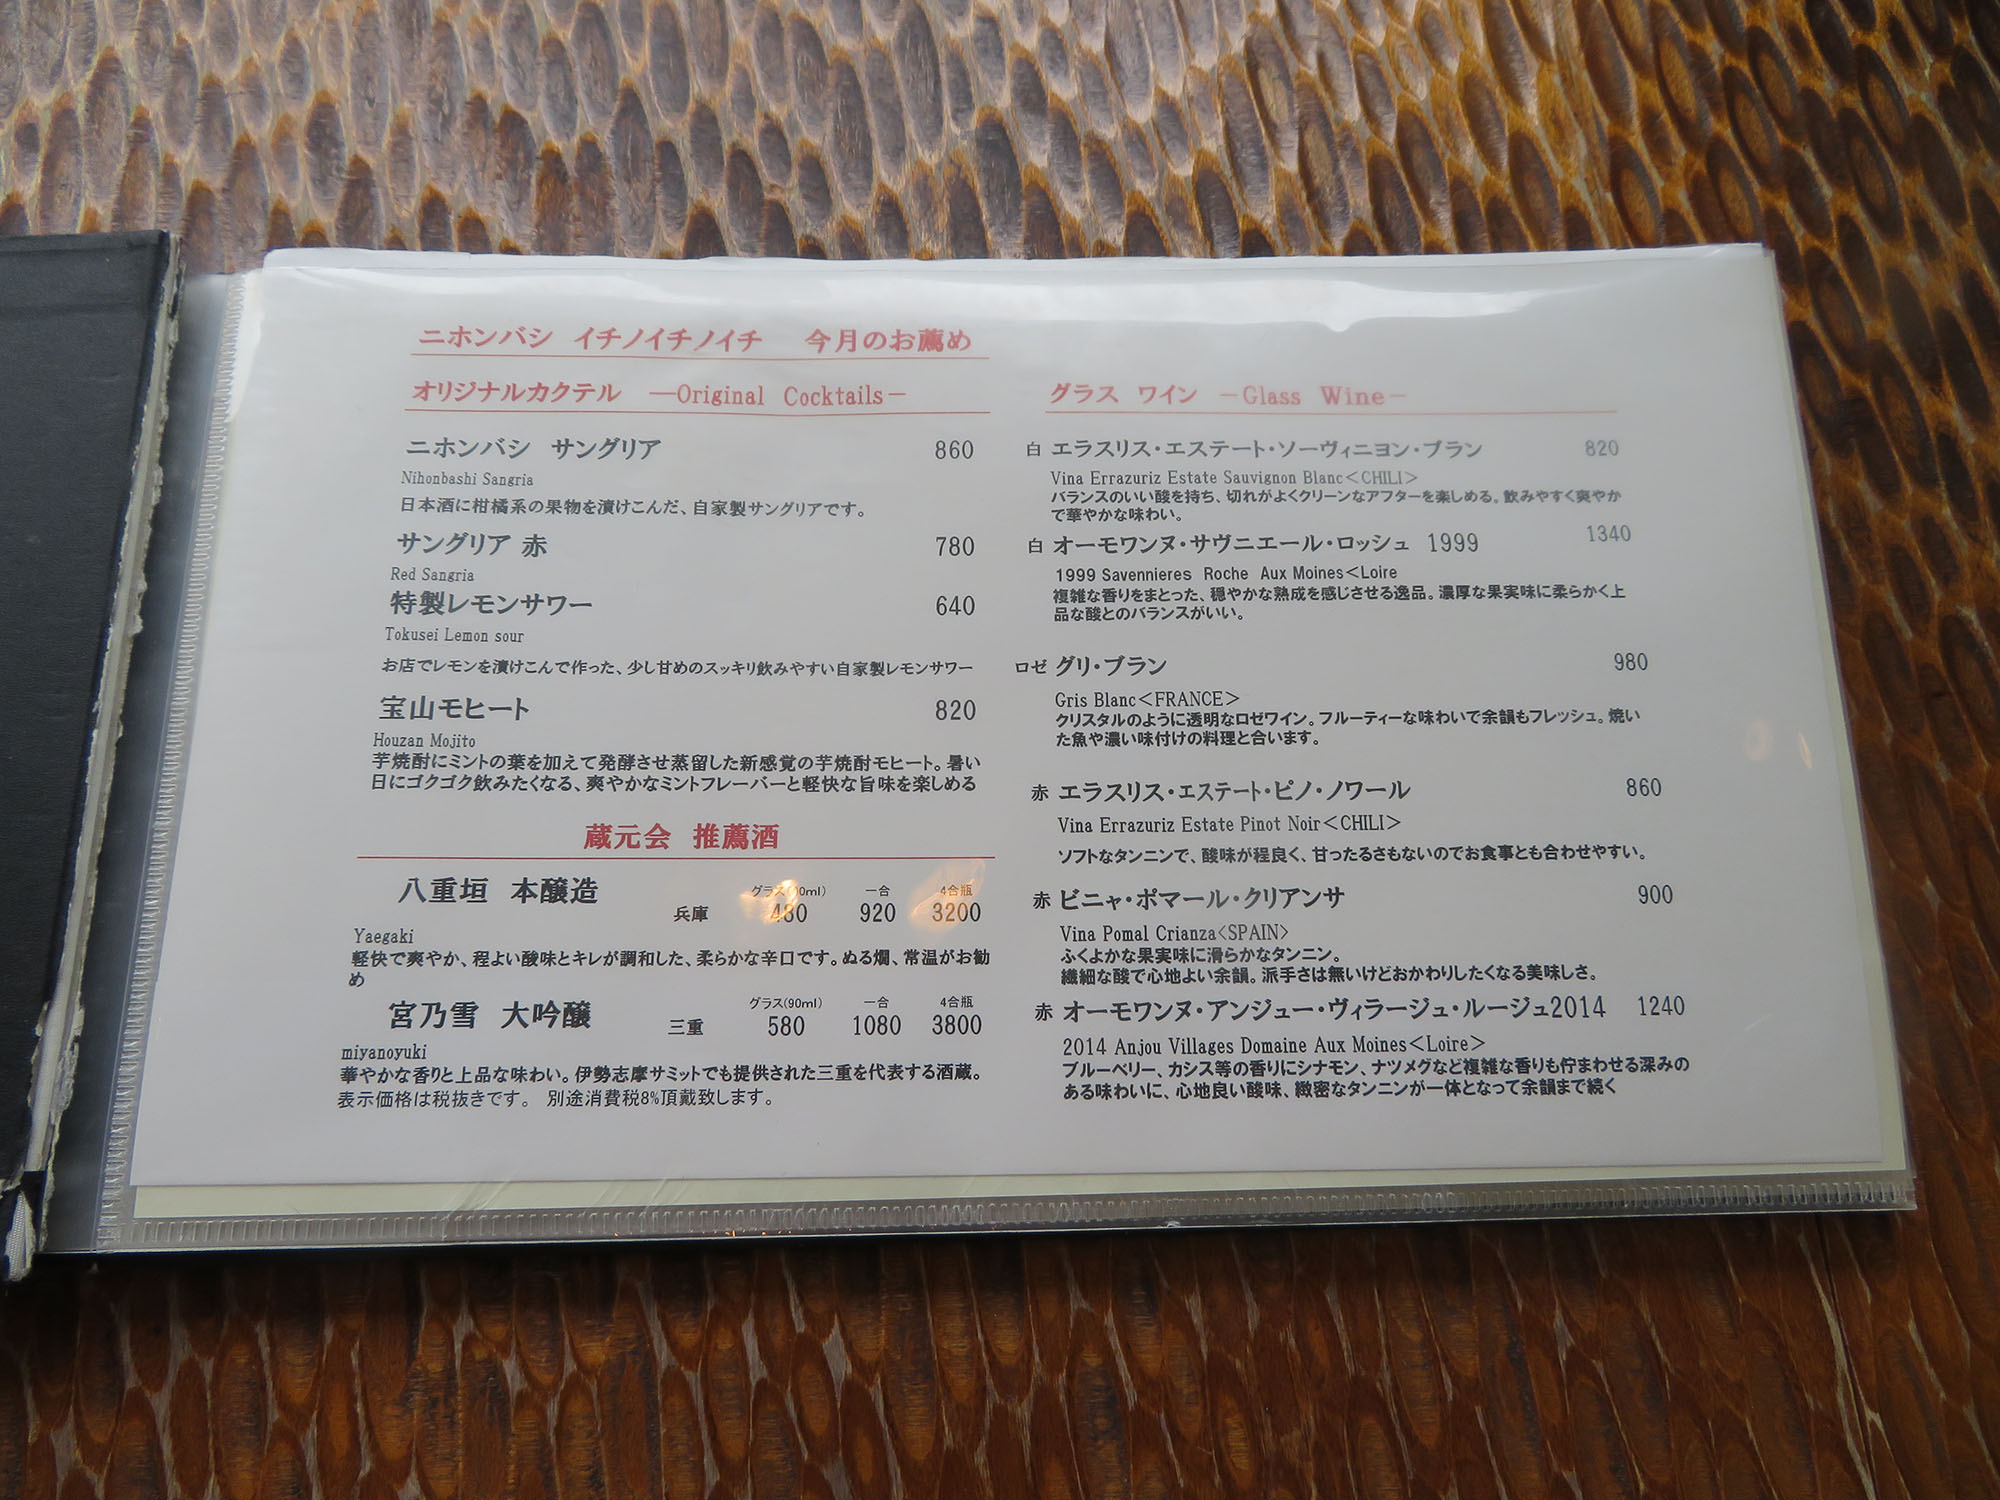 ニホンバシ イチノイチノイチ 今月のお薦め
オリジナルカクテル ―Original Cocktails－
ニホンバシ サングリア 860
Nihonbashi Sangria
日本酒に柑橘系の果物を漬けこんだ、自家製サングリアです。
サングリア 赤 780
Red Sangria
特製レモンサワー 640
Tokusei Lemon sour
お店でレモンを漬けこんで作った、少し甘めのスッキリ飲みやすい自家製レモンサワー
宝山モヒート 820
Houzan Mojito
芋焼酎にミントの葉を加えて発酵させ蒸留した新感覚の芋焼酎モヒート。暑い
日にゴクゴク飲みたくなる、爽やかなミントフレーバーと軽快な旨味を楽しめる
蔵元会 推薦酒
グラス(90ml) 一合 4合瓶
八重垣 本醸造 兵庫 480 920 3200
Yaegaki
軽快で爽やか、程よい酸味とキレが調和した、柔らかな辛口です。ぬる燗、常温がお勧
め
グラス(90ml) 一合 4合瓶
宮乃雪 大吟醸 三重 580 1080 3800
miyanoyuki
華やかな香りと上品な味わい。伊勢志摩サミットでも提供された三重を代表する酒蔵。
表示価格は税抜きです。 別途消費税8%頂戴致します。
グラス ワイン －Glass Wine－
白 エラスリス・エステート・ソーヴィニヨン・ブラン 820
Vina Errazuriz Estate Sauvignon Blanc＜CHILI＞
バランスのいい酸を持ち、切れがよくクリーンなアフターを楽しめる。飲みやすく爽やか
で華やかな味わい。
白 オーモワンヌ・サヴニエール・ロッシュ 1999 1340
1999 Savennieres Roche Aux Moines＜Loire
複雑な香りをまとった、穏やかな熟成を感じさせる逸品。濃厚な果実味に柔らかく上
品な酸とのバランスがいい。
ロゼ グリ・ブラン 980
Gris Blanc＜FRANCE＞
クリスタルのように透明なロゼワイン。フルーティーな味わいで余韻もフレッシュ。焼い
た魚や濃い味付けの料理と合います。
赤 エラスリス・エステート・ピノ・ノワール 860
Vina Errazuriz Estate Pinot Noir＜CHILI＞
ソフトなタンニンで、酸味が程良く、甘ったるさもないのでお食事とも合わせやすい。
赤 ビニャ・ポマール・クリアンサ 900
Vina Pomal Crianza<SPAIN>
ふくよかな果実味に滑らかなタンニン。
繊細な酸で心地よい余韻。派手さは無いけどおかわりしたくなる美味しさ。
赤 オーモワンヌ・アンジュー・ヴィラージュ・ルージュ2014 1240
2014 Anjou Villages Domaine Aux Moines＜Loire＞
ブルーベリー、カシス等の香りにシナモン、ナツメグなど複雑な香りも佇まわせる深みの
ある味わいに、心地良い酸味、緻密なタンニンが一体となって余韻まで続く